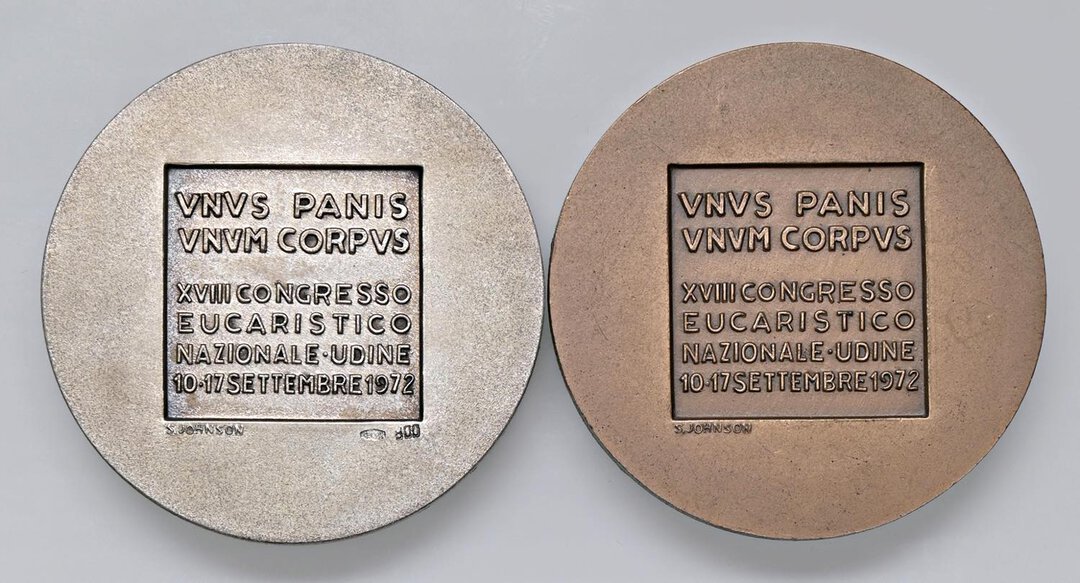 VNVS PANIS
VNVM CORPVS
XVIII CONGRESSO
EUCARISTICO
NAZIONALE · UDINE
10·17 SETTEMBRE 1972
S. JOHNSON
VNVS PANIS
VNVM CORPVS
XVIII CONGRESSO
EUCARISTICO
NAZIONALE · UDINE
10·17 SETTEMBRE 1972
S. JOHNSON